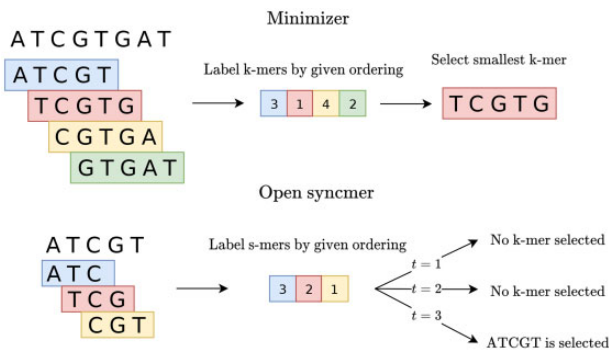 Minimizer
ATCGTGAT
ATCGT
TCGTG
CGTGA
GTGAT
Label k-mers by given ordering
3 1 4 2
Select smallest k-mer
TCGTG
Open syncmer
ATCGT
ATC
TCG
CGT
Label s-mers by given ordering
3 2 1
t = 1
t = 2
t = 3
No k-mer selected
No k-mer selected
ATCGT is selected